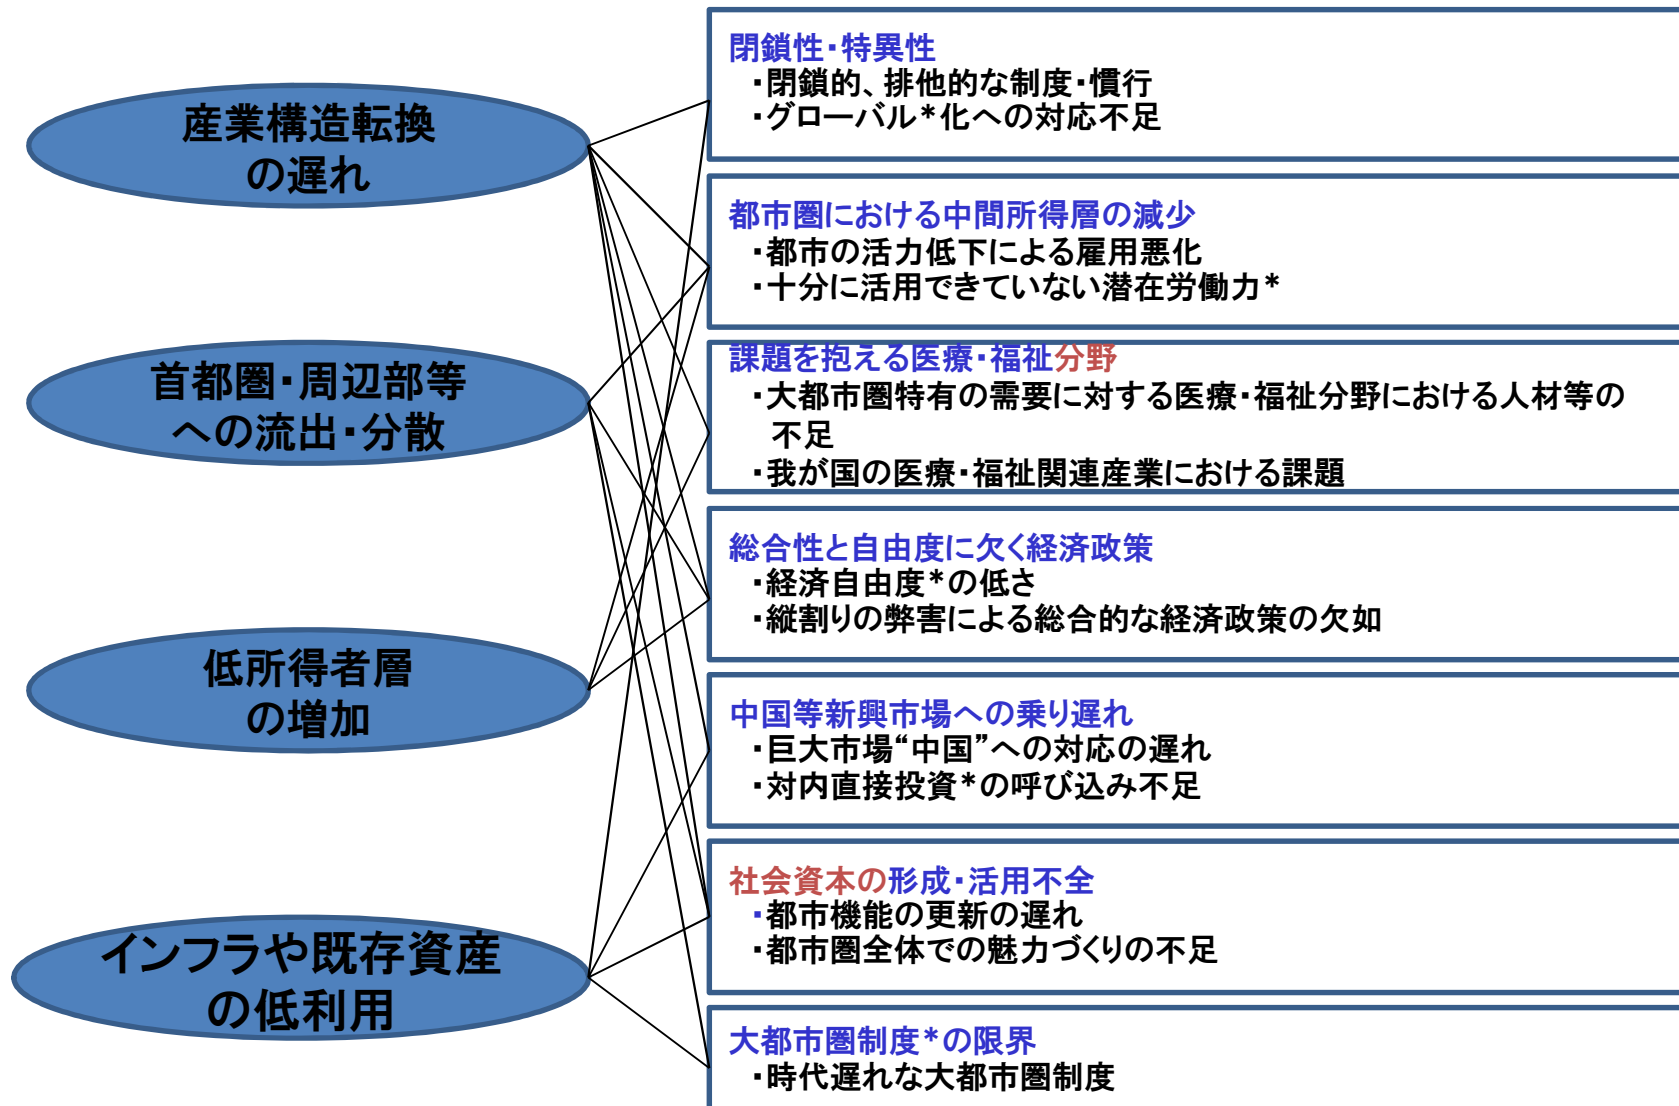 産業構造転換
の遅れ
首都圏・周辺部等
への流出・分散
低所得者層
の増加
インフラや既存資産
の低利用
閉鎖性・特異性
・閉鎖的、排他的な制度・慣行
・グローバル*化への対応不足
都市圏における中間所得層の減少
・都市の活力低下による雇用悪化
・十分に活用できていない潜在労働力*
課題を抱える医療・福祉分野
・大都市圏特有の需要に対する医療・福祉分野における人材等の
不足
・我が国の医療・福祉関連産業における課題
総合性と自由度に欠く経済政策
・経済自由度*の低さ
・縦割りの弊害による総合的な経済政策の欠如
中国等新興市場への乗り遅れ
・巨大市場“中国”への対応の遅れ
・対内直接投資*の呼び込み不足
社会資本の形成・活用不全
・都市機能の更新の遅れ
・都市圏全体での魅力づくりの不足
大都市圏制度*の限界
・時代遅れな大都市圏制度